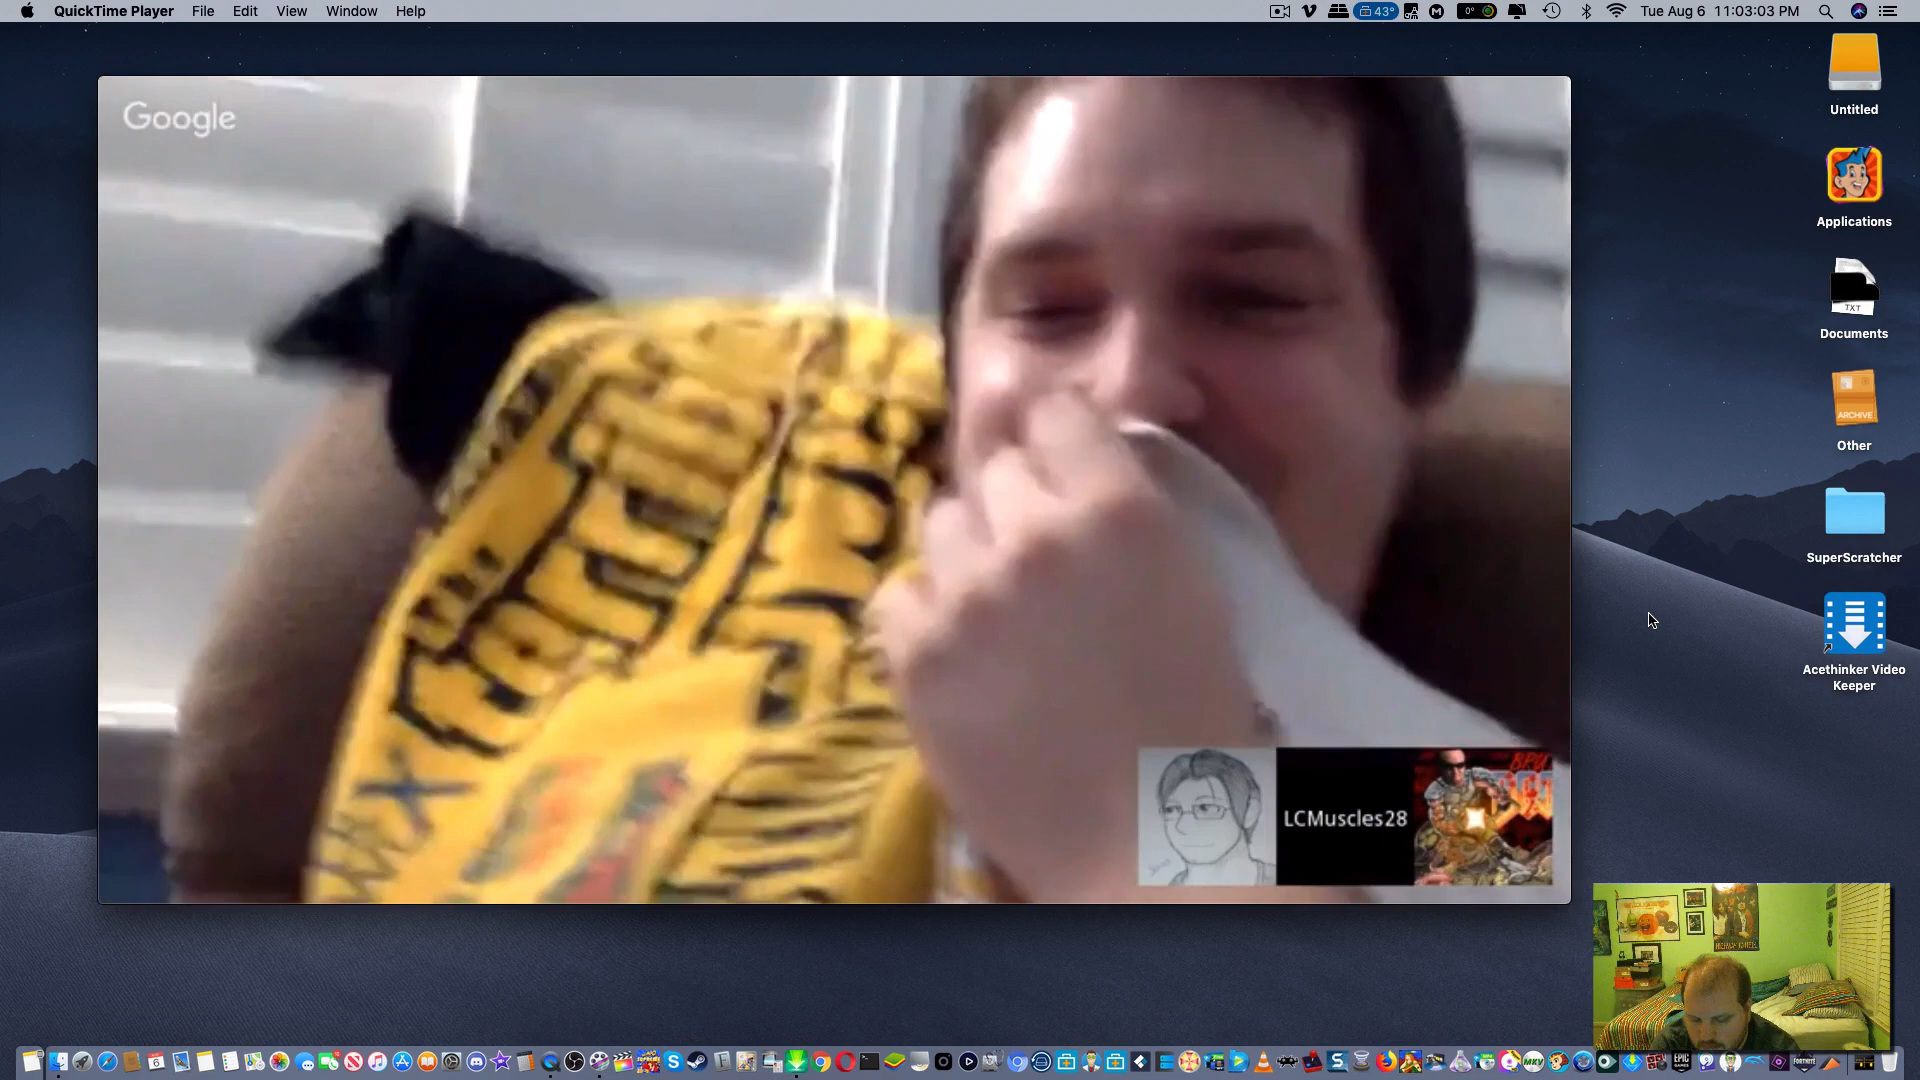 QuickTime Player File Edit View Window Help
43°
0°
Tue Aug 6 11:03:03 PM
Google
Untitled
Applications
TXT
Documents
ARCHIVE
Other
SuperScratcher
Acethinker Video
Keeper
LCMuscles28